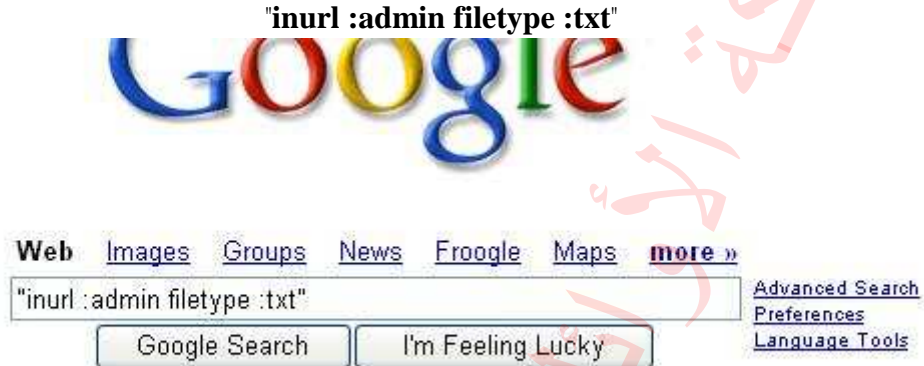 "inurl :admin filetype :txt"
Google
Web Images Groups News Froogle Maps more »
"inurl :admin filetype :txt"
Advanced Search
Preferences
Language Tools
Google Search I'm Feeling Lucky